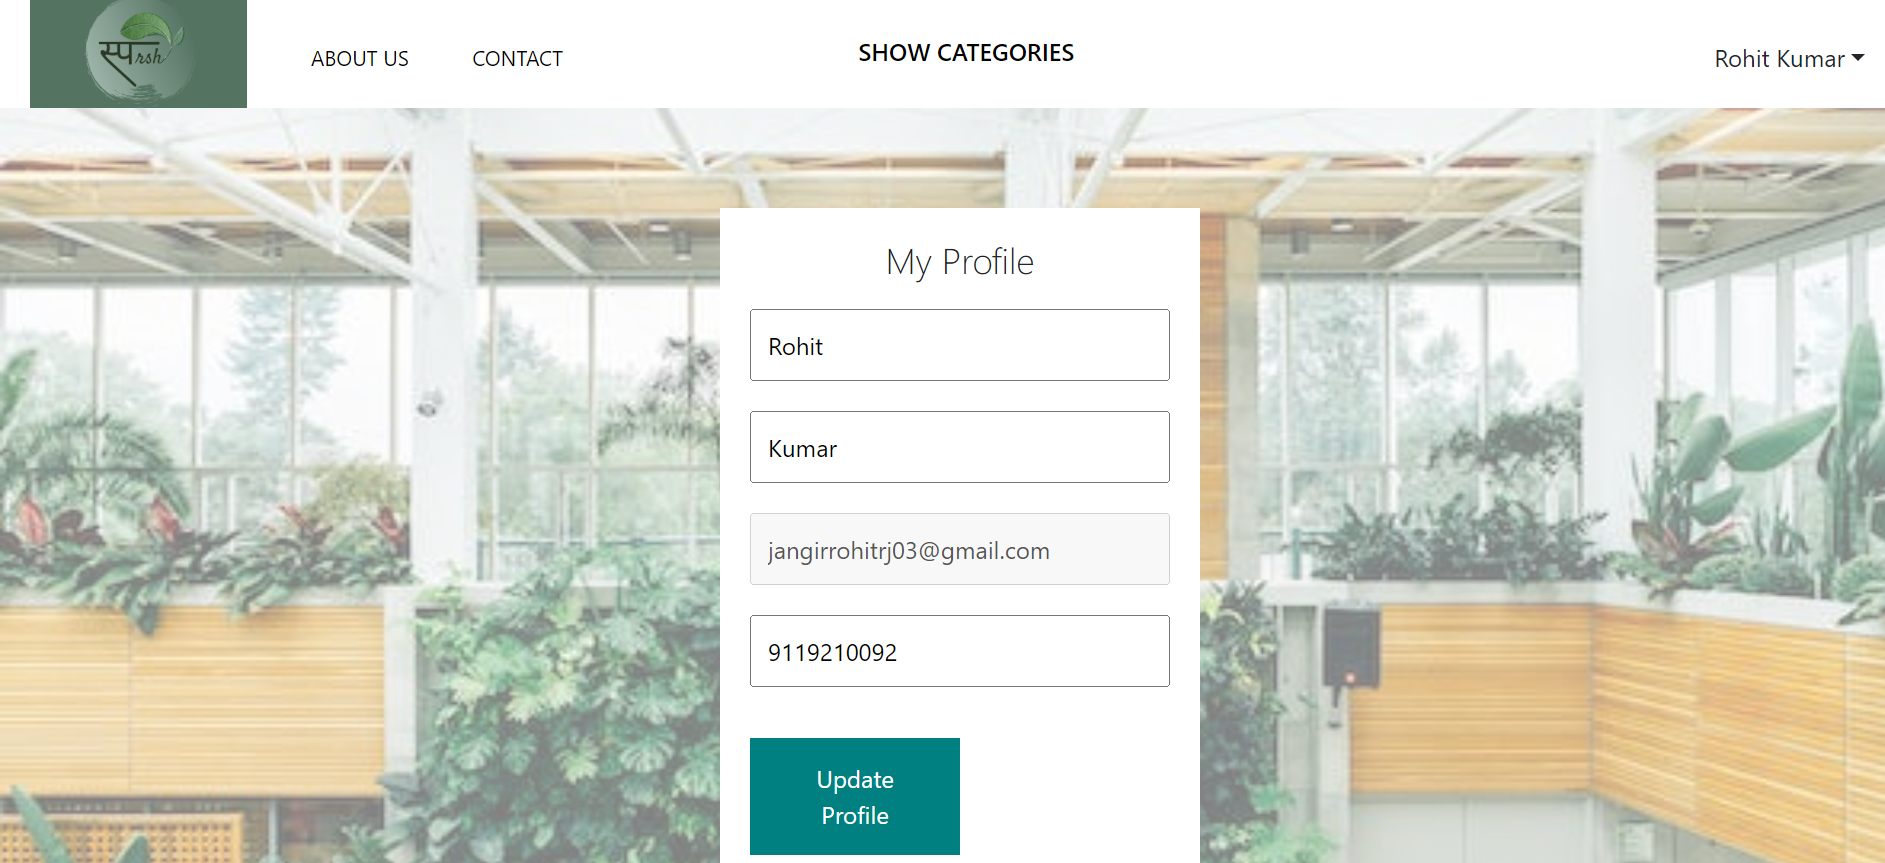 स्पrsh
ABOUT US
CONTACT
SHOW CATEGORIES
Rohit Kumar
My Profile
Rohit
Kumar
jangirrohitrj03@gmail.com
9119210092
Update
Profile